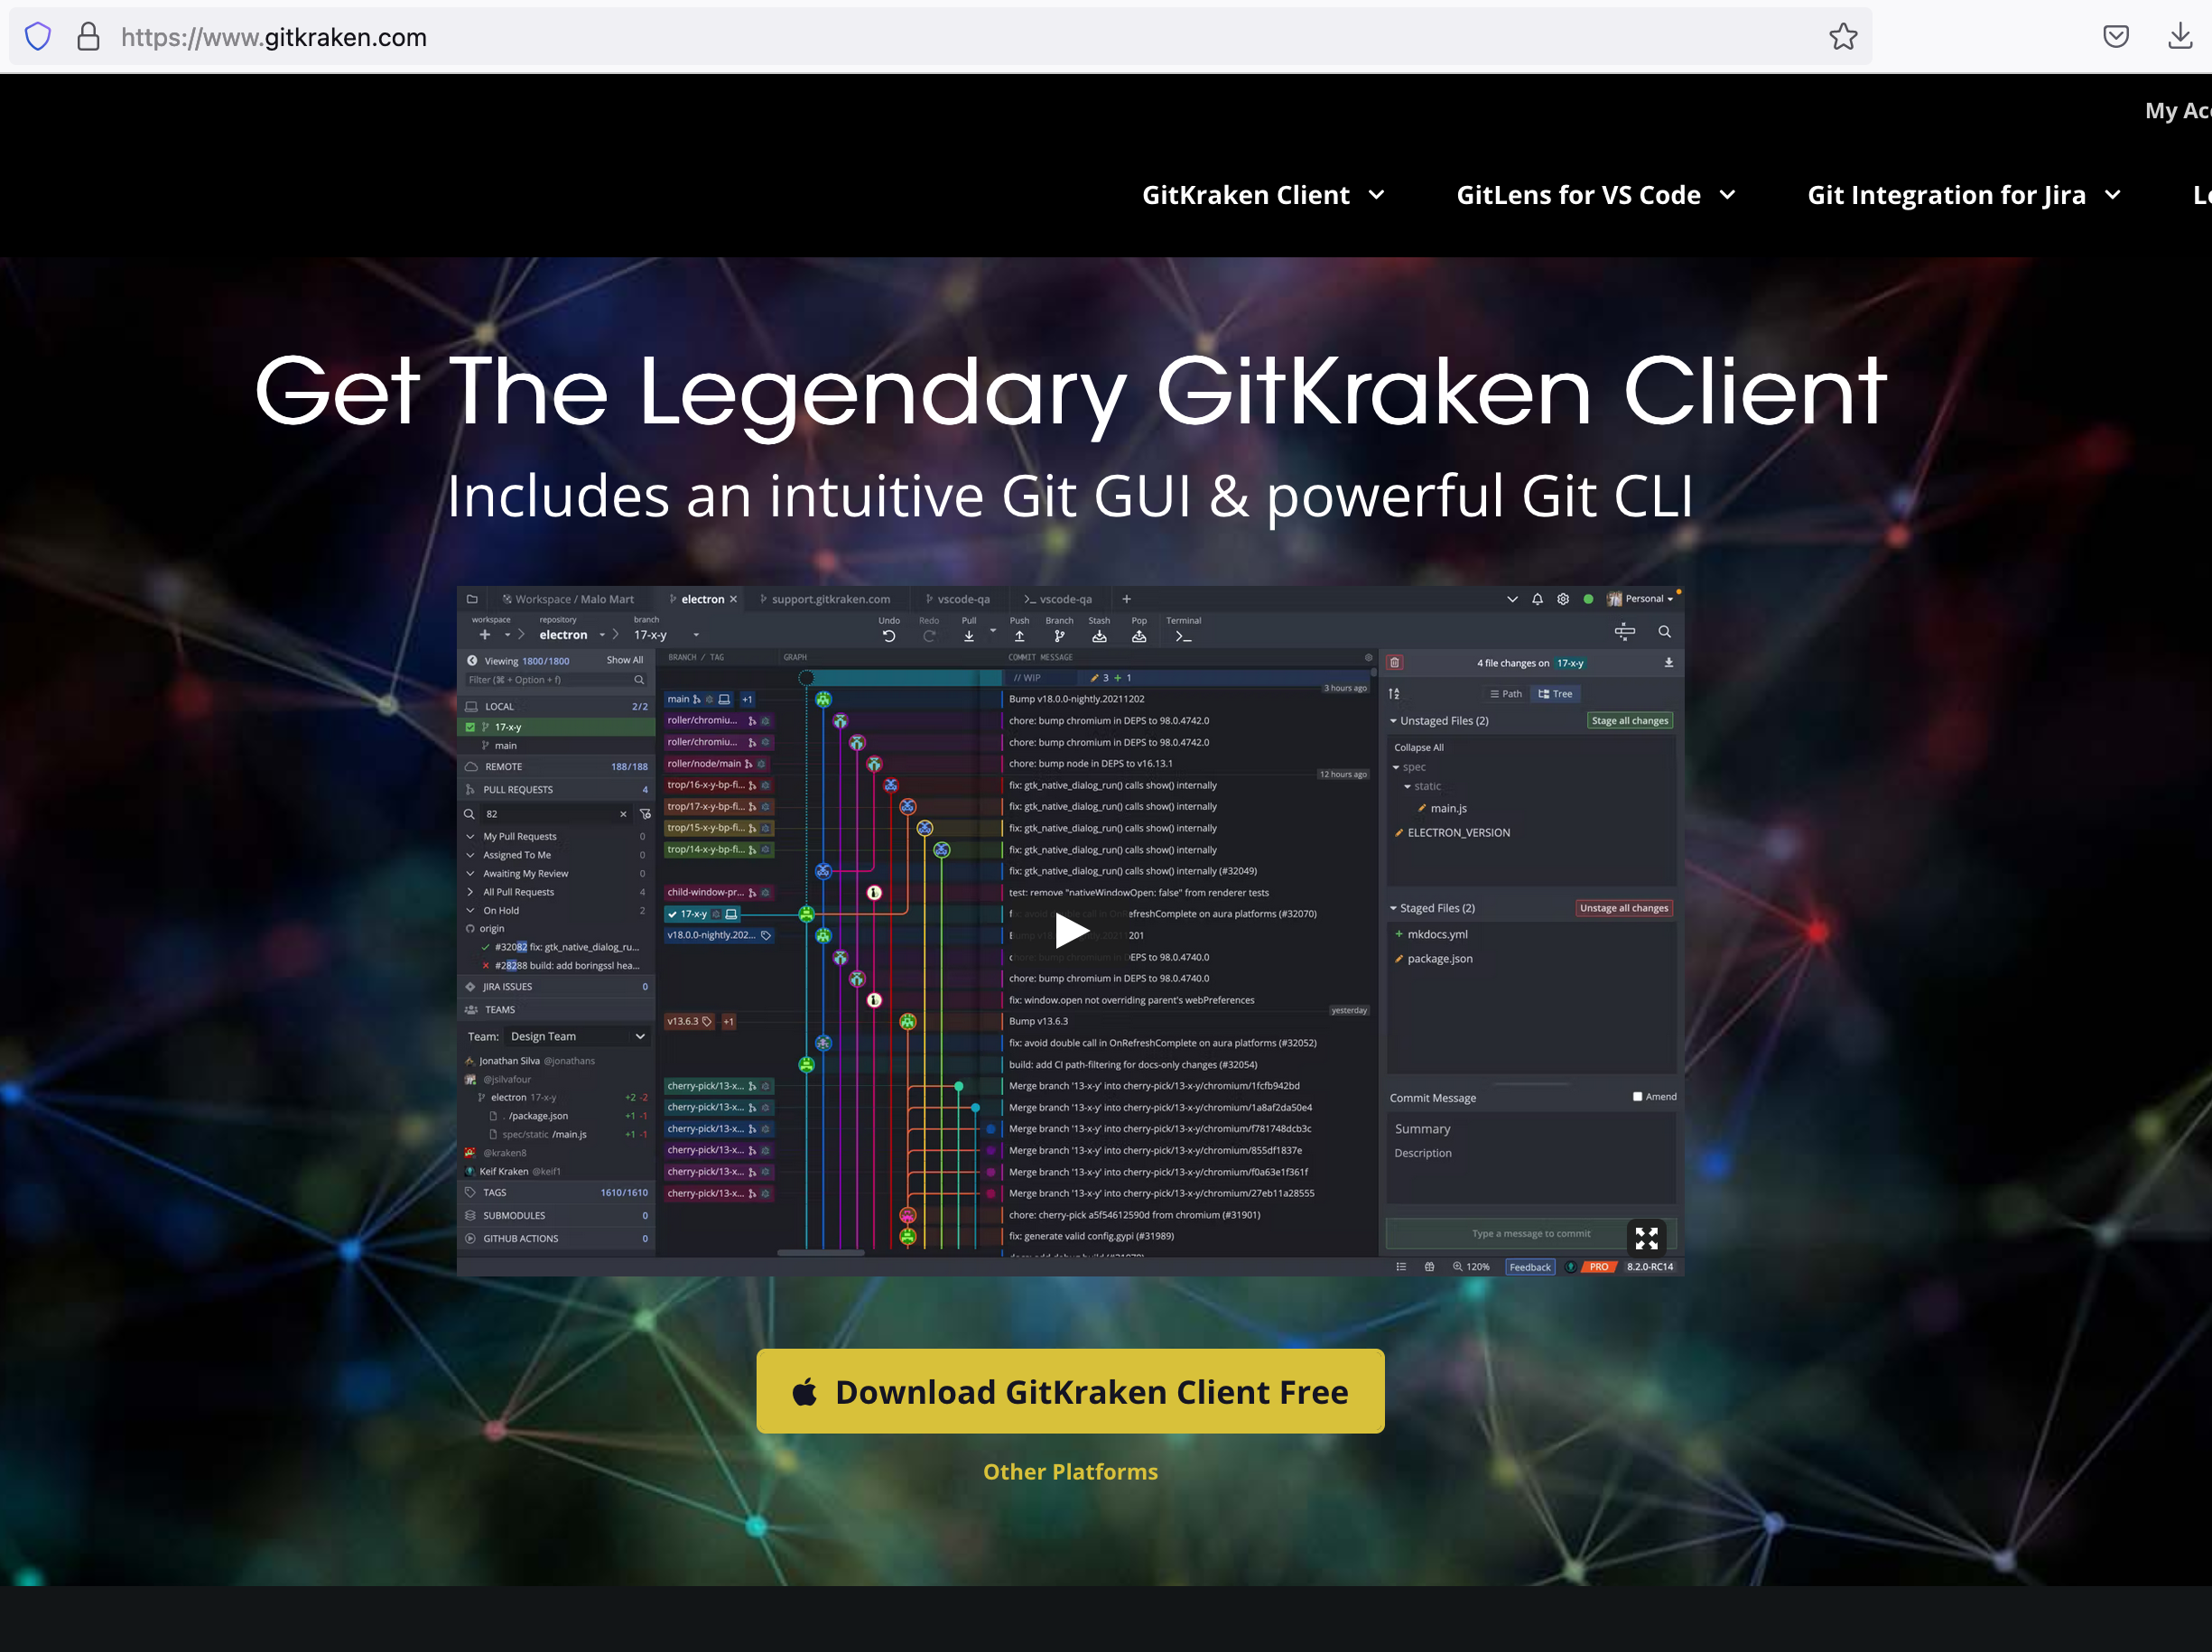 https://www.gitkraken.com
My Acc
GitKraken Client
GitLens for VS Code
Git Integration for Jira
Le
Get The Legendary GitKraken Client
Includes an intuitive Git GUI & powerful Git CLI
Workspace / Malo Mart
electron
support.gitkraken.com
vscode-qa
vscode-qa
Personal
workspace
repository
electron
branch
17-x-y
Undo
Redo
Pull
Push
Branch
Stash
Pop
Terminal
Viewing 1800/1800
Show All
Filter (⌘ + Option + f)
LOCAL 2/2
17-x-y
main
REMOTE 188/188
PULL REQUESTS 4
82
My Pull Requests 0
Assigned To Me 0
Awaiting My Review 0
All Pull Requests 4
On Hold 2
origin
#32082 fix: gtk_native_dialog_ru...
#28288 build: add boringssl hea...
JIRA ISSUES 0
TEAMS
Team: Design Team
Jonathan Silva @jonathans
@jsilvafour
electron 17-x-y +2 -2
/package.json +1 -1
spec/static /main.js +1 -1
@kraken8
Keif Kraken @keif1
TAGS 1610/1610
SUBMODULES 0
GITHUB ACTIONS 0
BRANCH / TAG
GRAPH
COMMIT MESSAGE
// WIP 3 + 1
3 hours ago
main +1 Bump v18.0.0-nightly.20211202
roller/chromiu... chore: bump chromium in DEPS to 98.0.4742.0
roller/chromiu... chore: bump chromium in DEPS to 98.0.4742.0
roller/node/main chore: bump node in DEPS to v16.13.1
12 hours ago
trop/16-x-y-bp-fi... fix: gtk_native_dialog_run() calls show() internally
trop/17-x-y-bp-fi... fix: gtk_native_dialog_run() calls show() internally
trop/15-x-y-bp-fi... fix: gtk_native_dialog_run() calls show() internally
trop/14-x-y-bp-fi... fix: gtk_native_dialog_run() calls show() internally
fix: gtk_native_dialog_run() calls show() internally (#32049)
child-window-pr... test: remove "nativeWindowOpen: false" from renderer tests
17-x-y call in OnRefreshComplete on aura platforms (#32070)
v18.0.0-nightly.202...
chore: bump chromium in DEPS to 98.0.4740.0
chore: bump chromium in DEPS to 98.0.4740.0
fix: window.open not overriding parent's webPreferences
yesterday
v13.6.3 +1 Bump v13.6.3
fix: avoid double call in OnRefreshComplete on aura platforms (#32052)
build: add CI path-filtering for docs-only changes (#32054)
cherry-pick/13-x... Merge branch '13-x-y' into cherry-pick/13-x-y/chromium/1fcfb942bd
cherry-pick/13-x... Merge branch '13-x-y' into cherry-pick/13-x-y/chromium/1a8af2da50e4
cherry-pick/13-x... Merge branch '13-x-y' into cherry-pick/13-x-y/chromium/f781748dcb3c
cherry-pick/13-x... Merge branch '13-x-y' into cherry-pick/13-x-y/chromium/855df1837e
cherry-pick/13-x... Merge branch '13-x-y' into cherry-pick/13-x-y/chromium/f0a63e1f361f
cherry-pick/13-x... Merge branch '13-x-y' into cherry-pick/13-x-y/chromium/27eb11a28555
chore: cherry-pick a5f54612590d from chromium (#31901)
fix: generate valid config.gypi (#31989)
4 file changes on 17-x-y
Path
Tree
Unstaged Files (2)
Stage all changes
Collapse All
spec
static
main.js
ELECTRON_VERSION
Staged Files (2)
Unstage all changes
mkdocs.yml
package.json
Commit Message
Amend
Summary
Description
Type a message to commit
120%
Feedback
PRO
8.2.0-RC14
Download GitKraken Client Free
Other Platforms